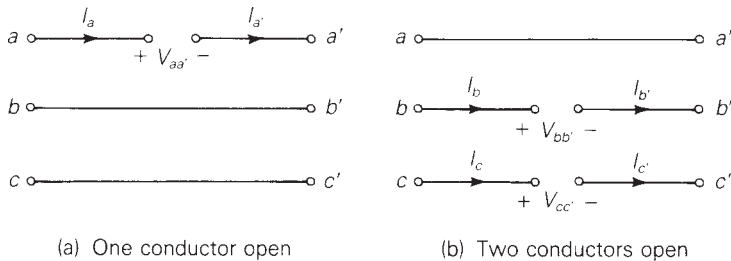 I_a I_a'
a a'
+ V_aa' −
b b'
c c'
(a) One conductor open
a a'
I_b I_b'
b b'
+ V_bb' −
I_c I_c'
c c'
+ V_cc' −
(b) Two conductors open